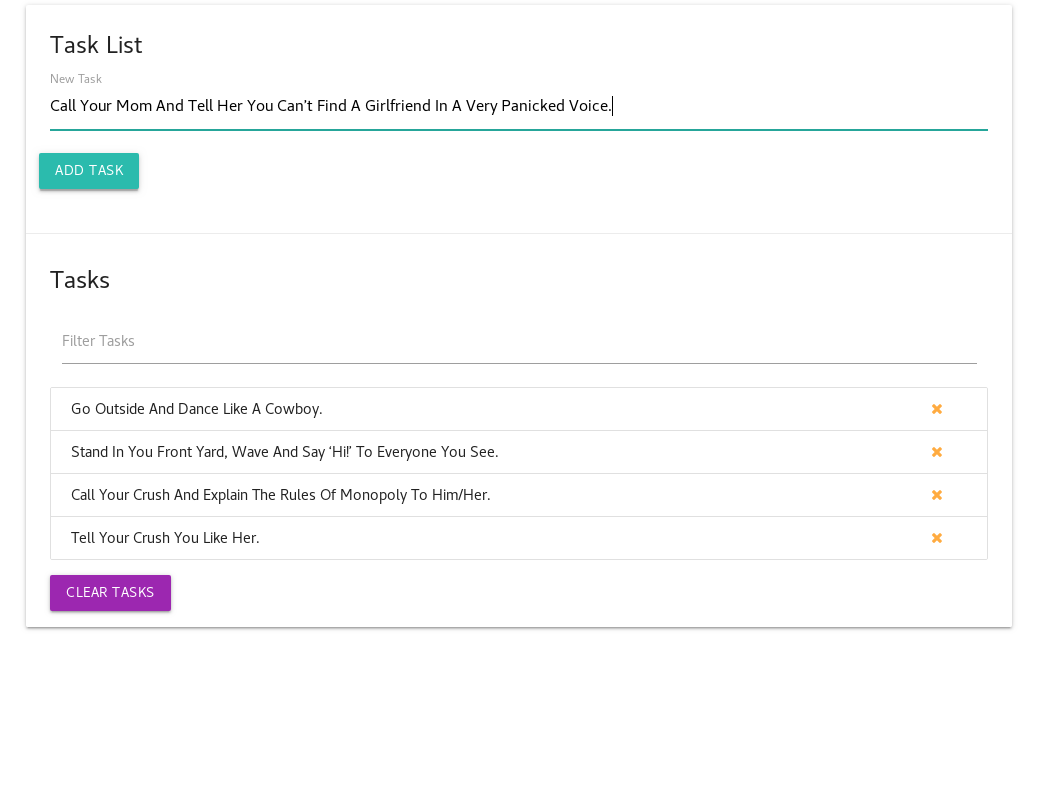 Task List
New Task
Call Your Mom And Tell Her You Can't Find A Girlfriend In A Very Panicked Voice.
ADD TASK
Tasks
Filter Tasks
Go Outside And Dance Like A Cowboy.
Stand In You Front Yard, Wave And Say ‘Hi!’ To Everyone You See.
Call Your Crush And Explain The Rules Of Monopoly To Him/Her.
Tell Your Crush You Like Her.
CLEAR TASKS